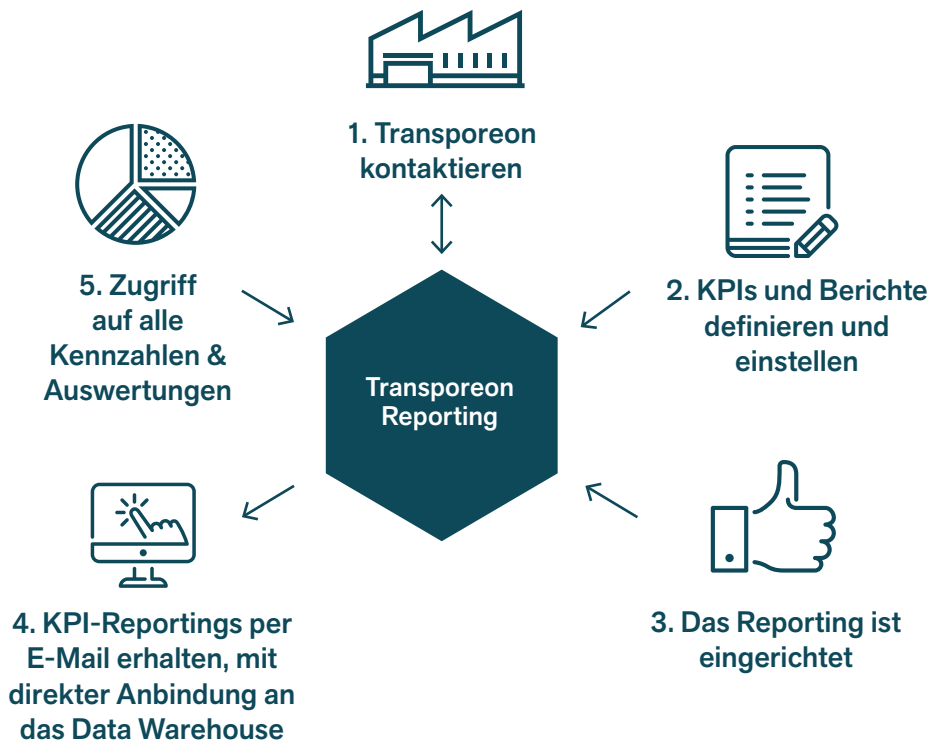 1. Transporeon
kontaktieren
2. KPIs und Berichte
definieren und
einstellen
3. Das Reporting ist
eingerichtet
4. KPI-Reportings per
E-Mail erhalten, mit
direkter Anbindung an
das Data Warehouse
5. Zugriff
auf alle
Kennzahlen &
Auswertungen
Transporeon
Reporting